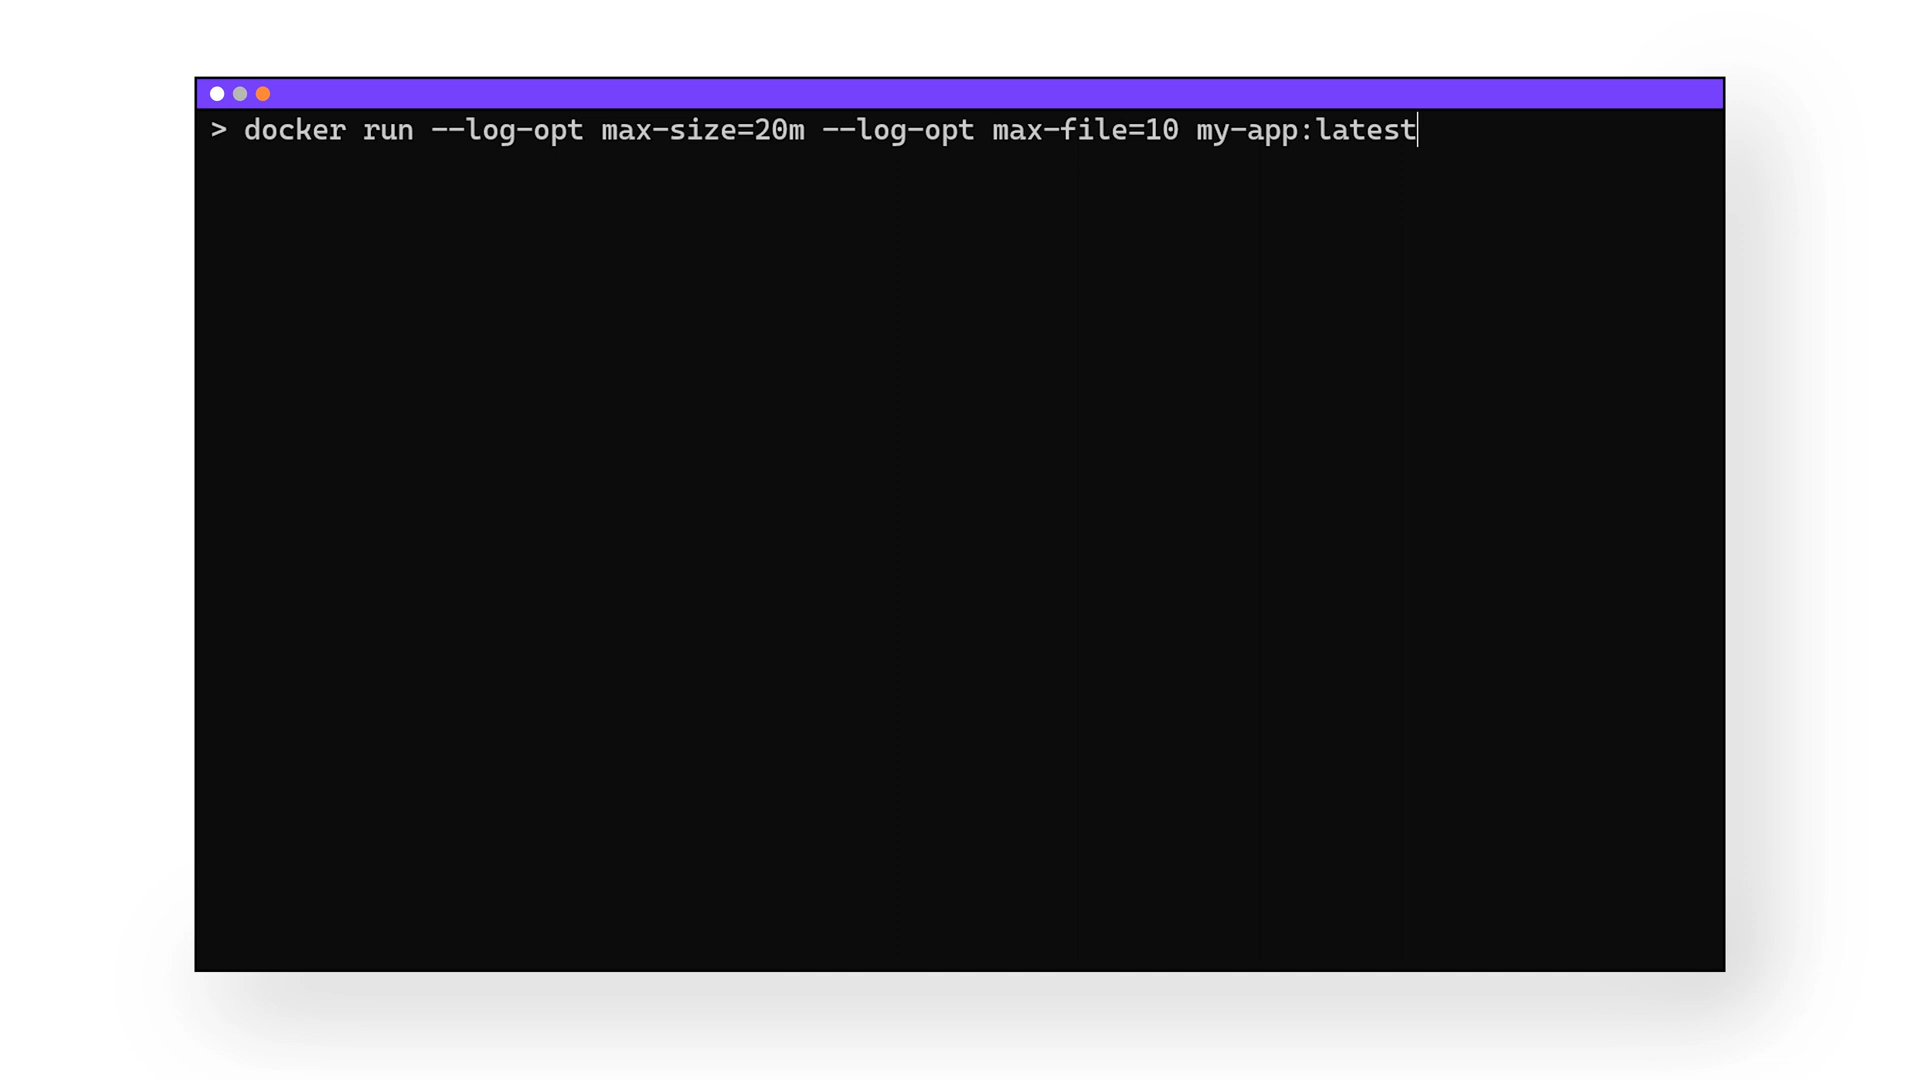 > docker run --log-opt max-size=20m --log-opt max-file=10 my-app:latest